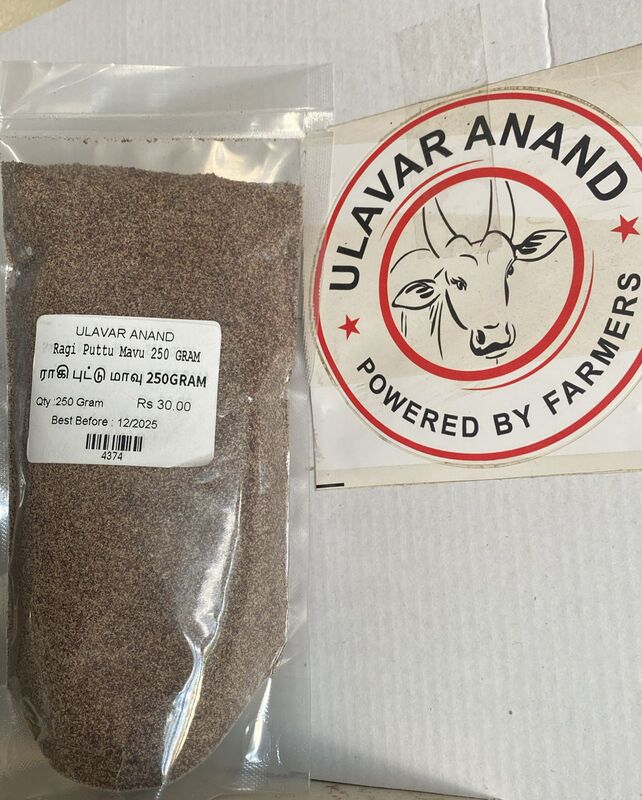 ULAVAR ANAND
Ragi Puttu Mavu 250 GRAM
ராகி புட்டு மாவு 250GRAM
Qty :250 Gram Rs 30.00
Best Before : 12/2025
4374
ULAVAR ANAND
POWERED BY FARMERS